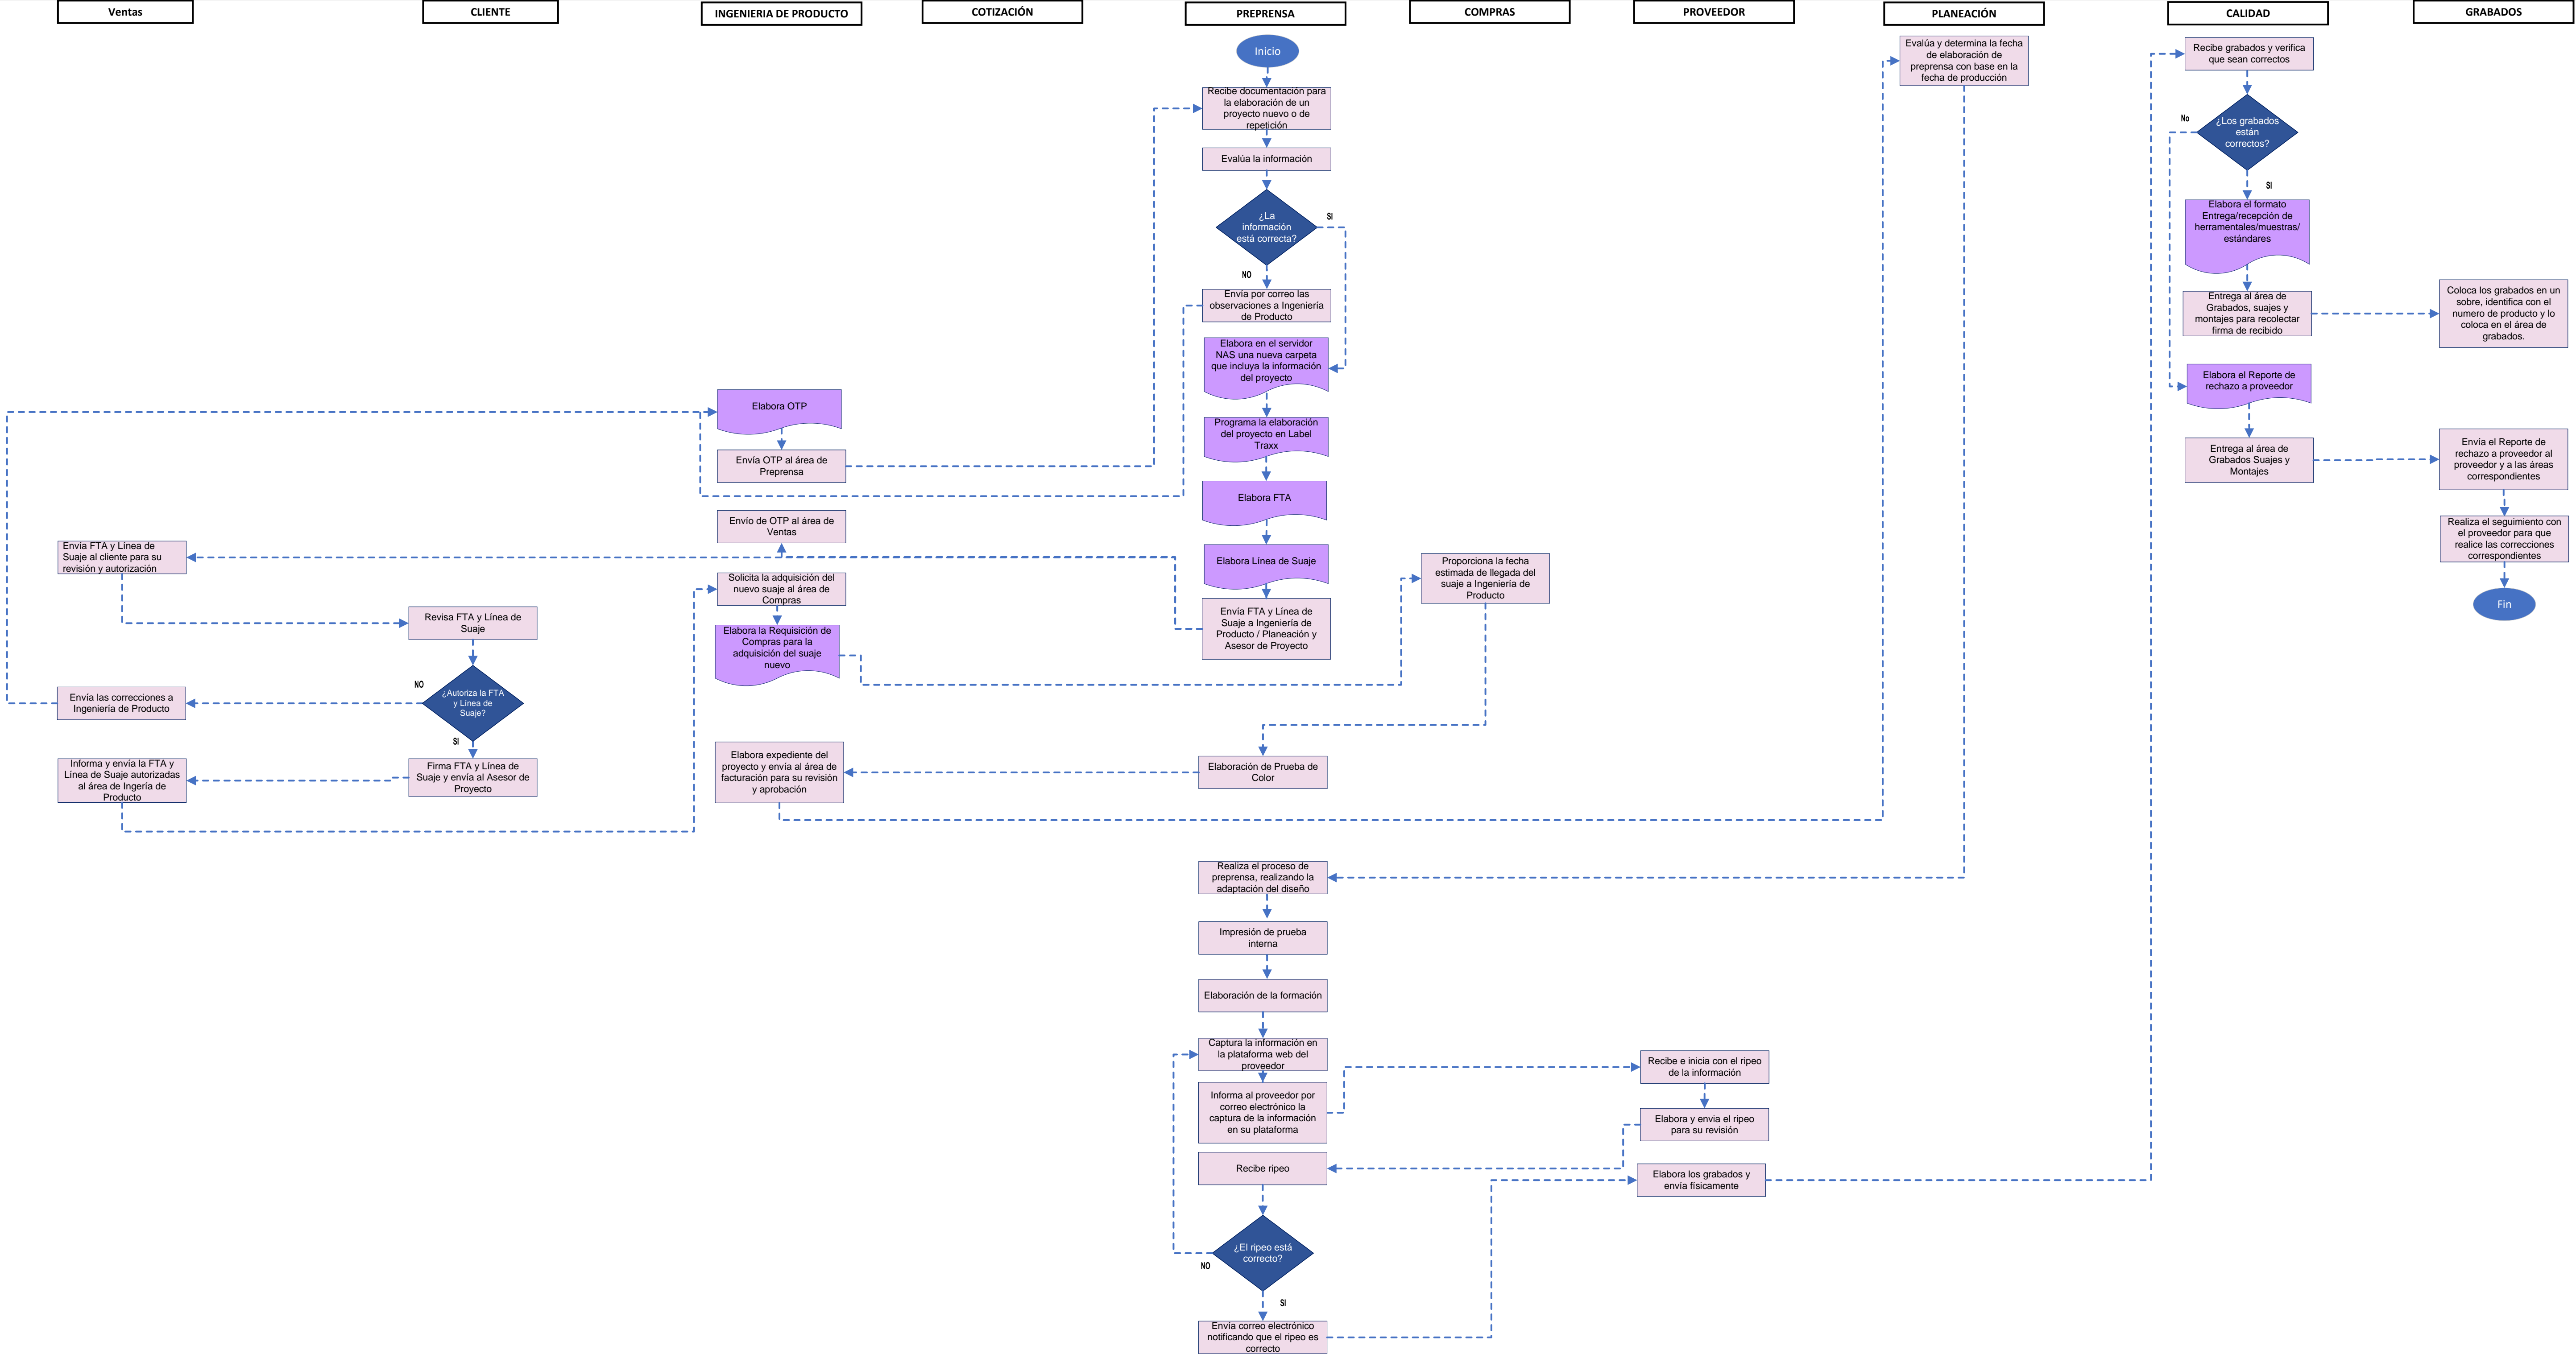 Ventas
CLIENTE
INGENIERIA DE PRODUCTO
COTIZACIÓN
PREPRENSA
COMPRAS
PROVEEDOR
PLANEACIÓN
CALIDAD
GRABADOS
Inicio
Recibe documentación para
la elaboración de un
proyecto nuevo o de
repetición
Evalúa la información
¿La
información
está correcta?
SI
NO
Envía por correo las
observaciones a Ingeniería
de Producto
Elabora en el servidor
NAS una nueva carpeta
que incluya la información
del proyecto
Programa la elaboración
del proyecto en Label
Traxx
Elabora FTA
Elabora Línea de Suaje
Envía FTA y Línea de
Suaje a Ingeniería de
Producto / Planeación y
Asesor de Proyecto
Elabora OTP
Envía OTP al área de
Preprensa
Envío de OTP al área de
Ventas
Solicita la adquisición del
nuevo suaje al área de
Compras
Elabora la Requisición de
Compras para la
adquisición del suaje
nuevo
Elabora expediente del
proyecto y envía al área de
facturación para su revisión
y aprobación
Envía FTA y Línea de
Suaje al cliente para su
revisión y autorización
Revisa FTA y Línea de
Suaje
¿Autoriza la FTA
y Línea de
Suaje?
NO
SI
Envía las correcciones a
Ingeniería de Producto
Informa y envía la FTA y
Línea de Suaje autorizadas
al área de Ingería de
Producto
Firma FTA y Línea de
Suaje y envía al Asesor de
Proyecto
Proporciona la fecha
estimada de llegada del
suaje a Ingeniería de
Producto
Elaboración de Prueba de
Color
Evalúa y determina la fecha
de elaboración de
preprensa con base en la
fecha de producción
Realiza el proceso de
preprensa, realizando la
adaptación del diseño
Impresión de prueba
interna
Elaboración de la formación
Captura la información en
la plataforma web del
proveedor
Informa al proveedor por
correo electrónico la
captura de la información
en su plataforma
Recibe ripeo
¿El ripeo está
correcto?
NO
SI
Envía correo electrónico
notificando que el ripeo es
correcto
Recibe e inicia con el ripeo
de la información
Elabora y envia el ripeo
para su revisión
Elabora los grabados y
envía físicamente
Recibe grabados y verifica
que sean correctos
¿Los grabados
están
correctos?
No
SI
Elabora el formato
Entrega/recepción de
herramentales/muestras/
estándares
Entrega al área de
Grabados, suajes y
montajes para recolectar
firma de recibido
Elabora el Reporte de
rechazo a proveedor
Entrega al área de
Grabados Suajes y
Montajes
Coloca los grabados en un
sobre, identifica con el
numero de producto y lo
coloca en el área de
grabados.
Envía el Reporte de
rechazo a proveedor al
proveedor y a las áreas
correspondientes
Realiza el seguimiento con
el proveedor para que
realice las correcciones
correspondientes
Fin